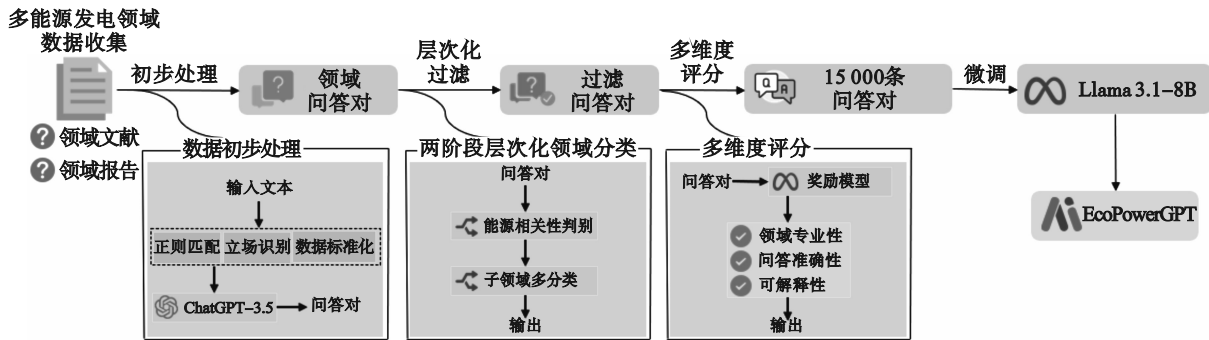 多能源发电领域
数据收集
领域文献
领域报告
初步处理
领域
问答对
层次化
过滤
过滤
问答对
多维度
评分
Q
A
15 000条
问答对
微调
Llama 3.1–8B
EcoPowerGPT
数据初步处理
输入文本
正则匹配 立场识别 数据标准化
ChatGPT–3.5
问答对
两阶段层次化领域分类
问答对
能源相关性判别
子领域多分类
输出
多维度评分
问答对
奖励模型
领域专业性
问答准确性
可解释性
输出